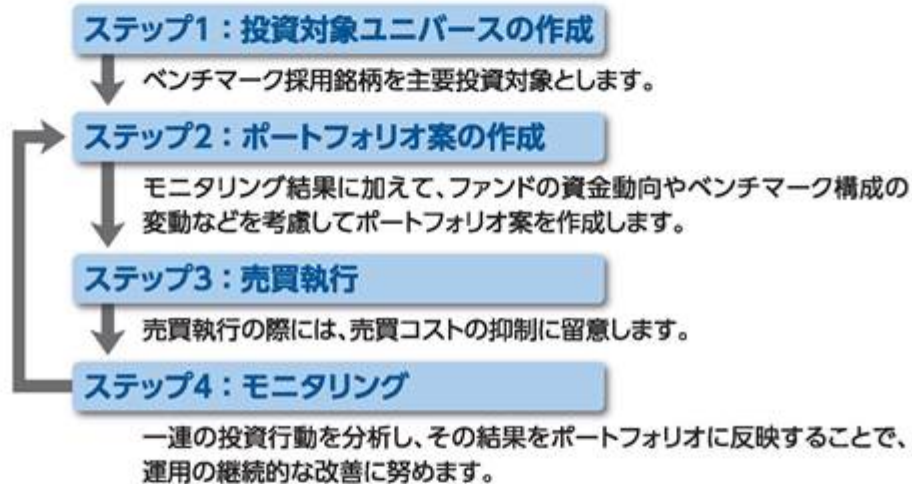 ステップ1：投資対象ユニバースの作成
ベンチマーク採用銘柄を主要投資対象とします。
ステップ2：ポートフォリオ案の作成
モニタリング結果に加えて、ファンドの資金動向やベンチマーク構成の
変動などを考慮してポートフォリオ案を作成します。
ステップ3：売買執行
売買執行の際には、売買コストの抑制に留意します。
ステップ4：モニタリング
一連の投資行動を分析し、その結果をポートフォリオに反映することで、
運用の継続的な改善に努めます。